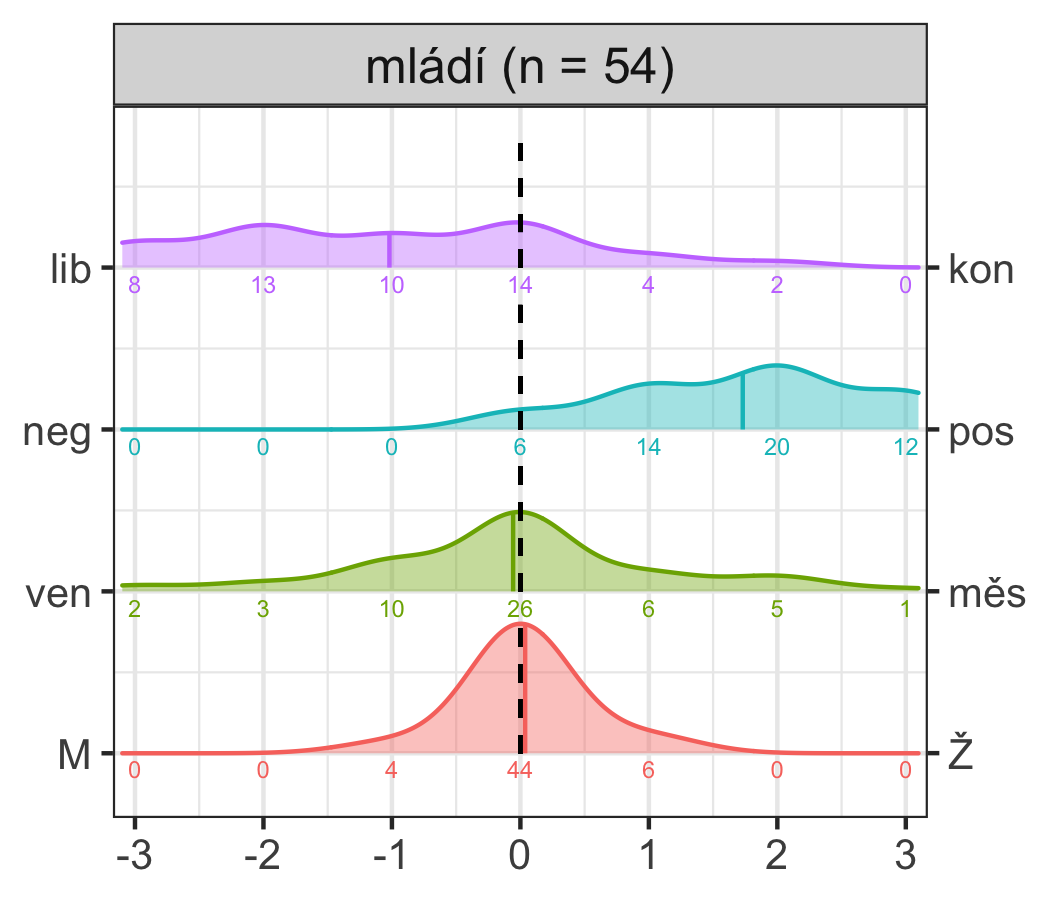 mládí (n = 54)
lib kon
8 13 10 14 4 2 0
neg pos
0 0 0 6 14 20 12
ven měs
2 3 10 26 6 5 1
M Ž
0 0 4 44 6 0 0
-3 -2 -1 0 1 2 3